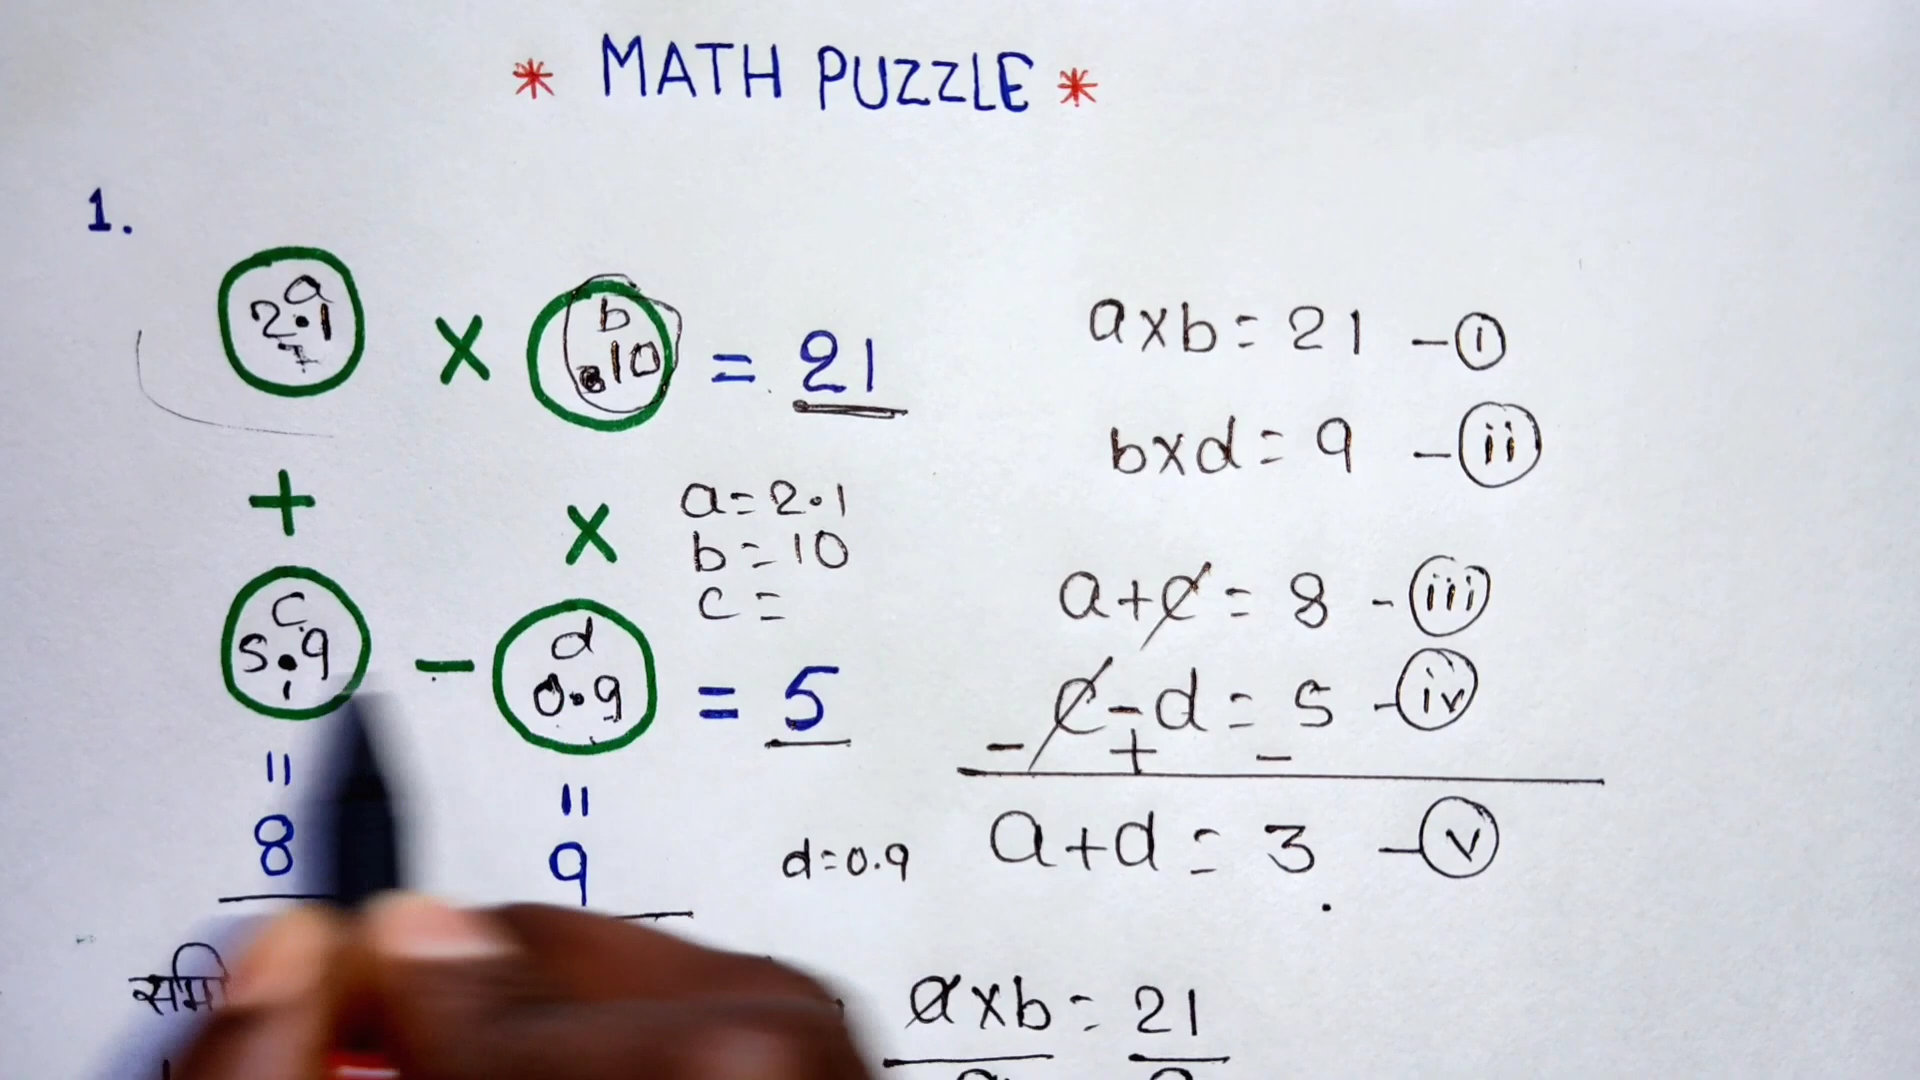 * MATH PUZZLE *
1.
a
2.1
×
b
.10
= 21
a×b = 21 - (i)
b×d = 9 - (ii)
+
×
a = 2.1
b = 10
c =
a+c = 8 - (iii)
c
5.9
-
d
0.9
= 5
c - d = 5 - (iv)
- + -
=
8
=
9
d = 0.9
a+d = 3 - (v)
a×b = 21